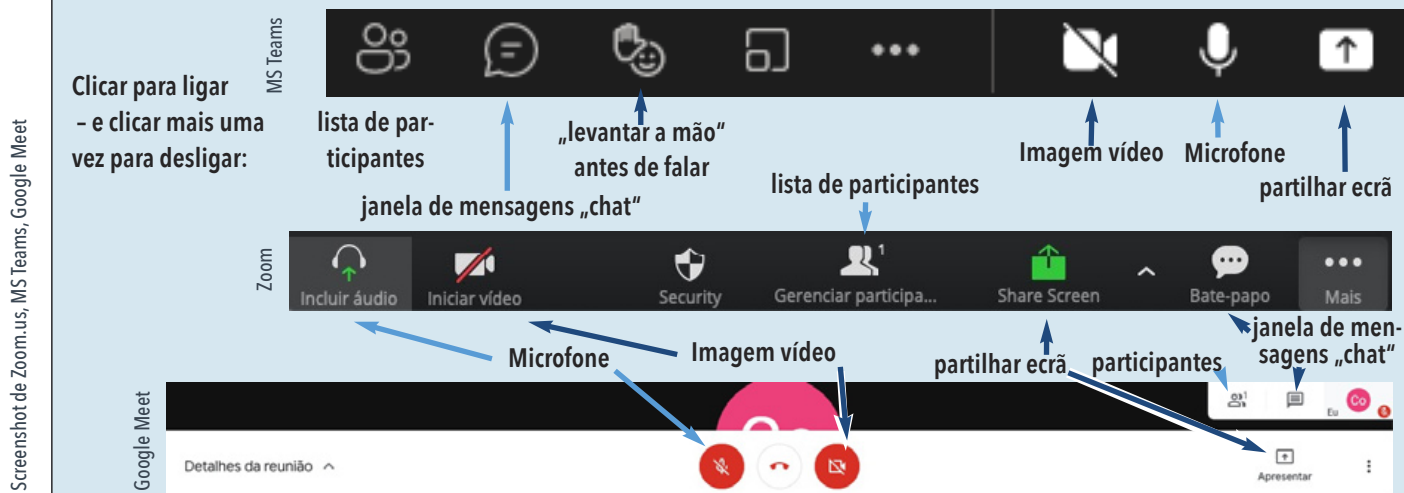 Screenshot de Zoom.us, MS Teams, Google Meet
Clicar para ligar
– e clicar mais uma
vez para desligar:
MS Teams
lista de par-
ticipantes
„levantar a mão“
antes de falar
janela de mensagens „chat“
Imagem vídeo
Microfone
partilhar ecrã
lista de participantes
Zoom
Incluir áudio
Iniciar vídeo
Security
1
Gerenciar participa...
Share Screen
Bate-papo
Mais
Microfone
Imagem vídeo
partilhar ecrã
participantes
janela de men-
sagens „chat“
Google Meet
Detalhes da reunião
1
Eu
Co
Apresentar